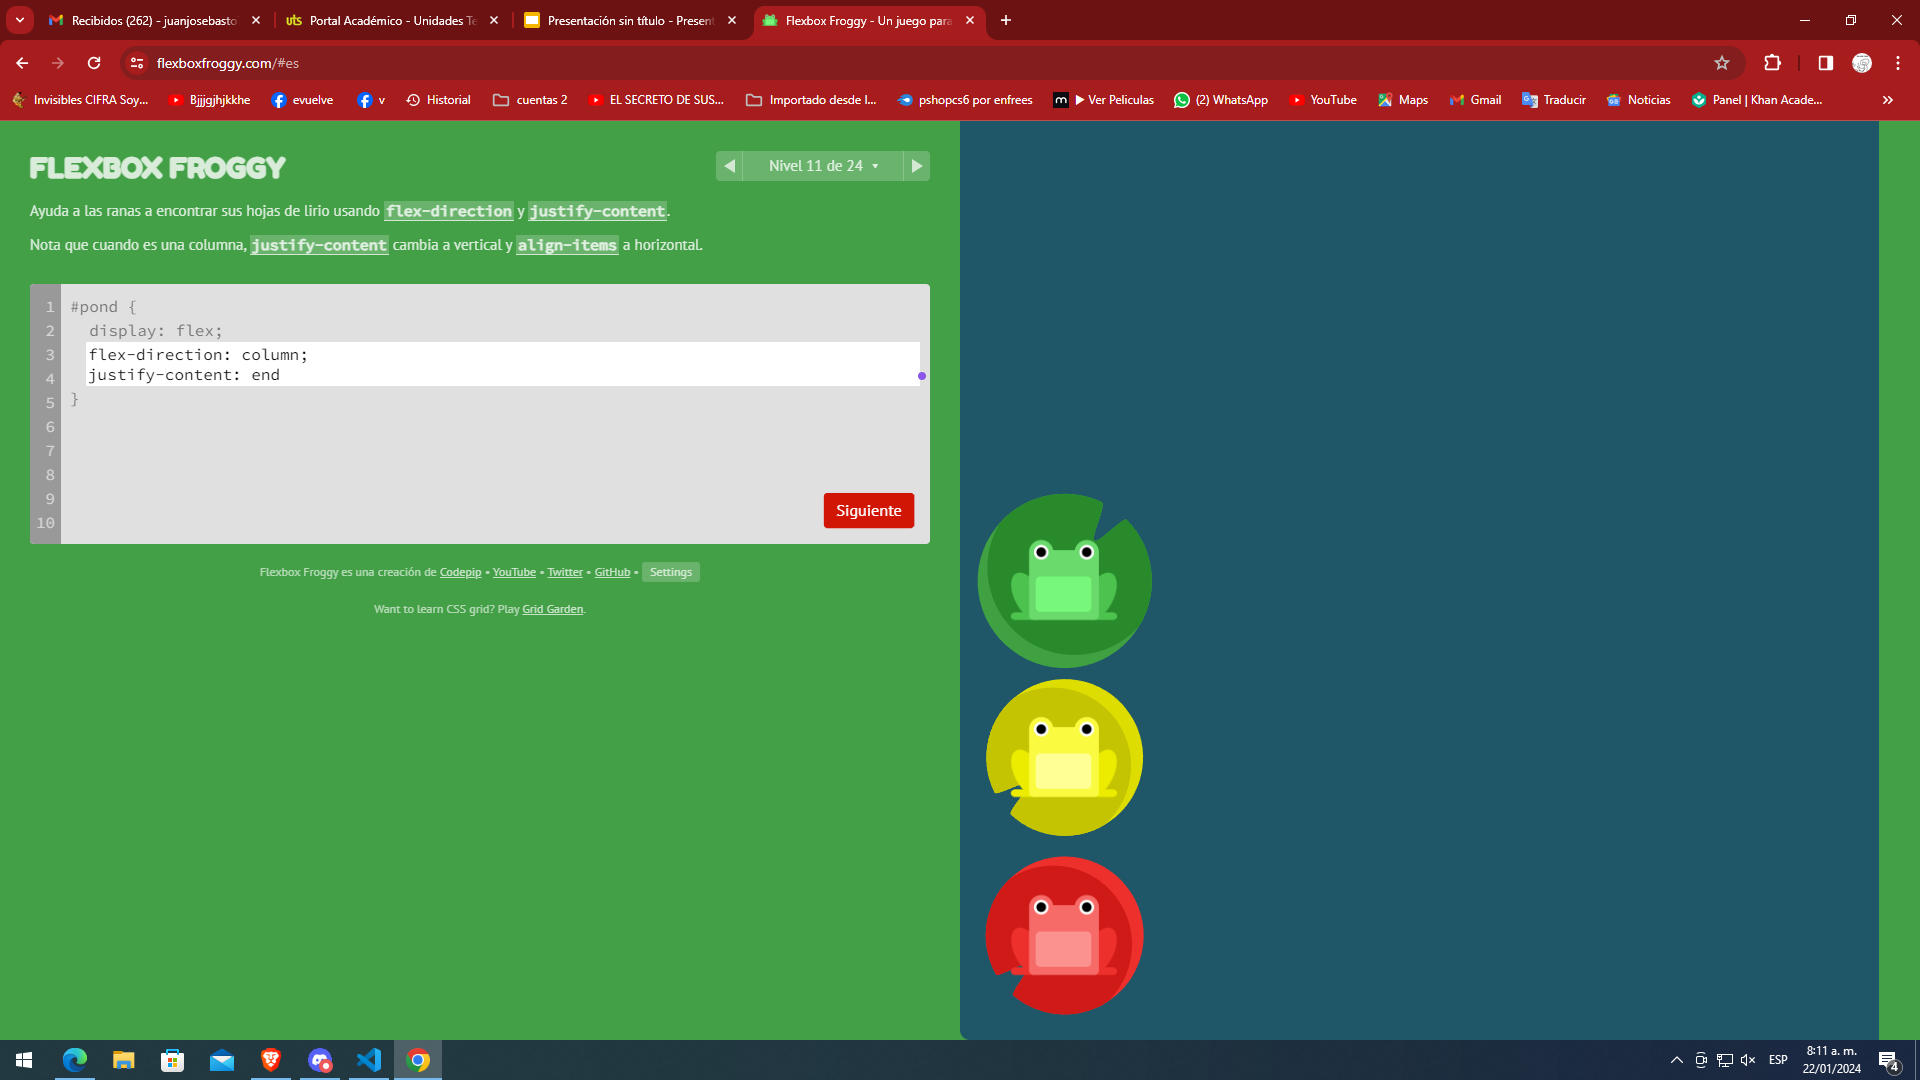 Recibidos (262) - juanjosebasto
Portal Académico - Unidades Te
Presentación sin título - Present
Flexbox Froggy - Un juego para
flexboxfroggy.com/#es
Invisibles CIFRA Soy...
Bjjjgjhjkkhe
evuelve
v
Historial
cuentas 2
EL SECRETO DE SUS...
Importado desde l...
pshopcs6 por enfrees
▶ Ver Peliculas
(2) WhatsApp
YouTube
Maps
Gmail
Traducir
Noticias
Panel | Khan Acade...
FLEXBOX FROGGY
Nivel 11 de 24
Ayuda a las ranas a encontrar sus hojas de lirio usando flex-direction y justify-content.
Nota que cuando es una columna, justify-content cambia a vertical y align-items a horizontal.
1 #pond {
2 display: flex;
3 flex-direction: column;
4 justify-content: end
5 }
6
7
8
9
10
Siguiente
Flexbox Froggy es una creación de Codepip • YouTube • Twitter • GitHub • Settings
Want to learn CSS grid? Play Grid Garden.
ESP
8:11 a. m.
22/01/2024
4